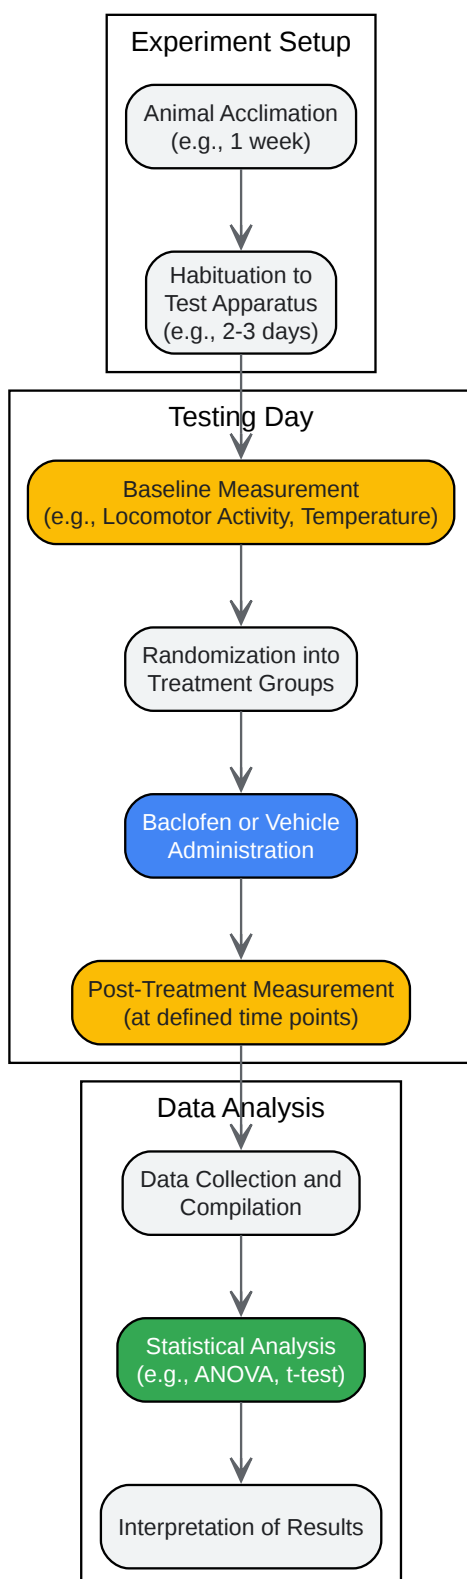 Experiment Setup
Animal Acclimation
(e.g., 1 week)
Habituation to
Test Apparatus
(e.g., 2-3 days)
Testing Day
Baseline Measurement
(e.g., Locomotor Activity, Temperature)
Randomization into
Treatment Groups
Baclofen or Vehicle
Administration
Post-Treatment Measurement
(at defined time points)
Data Analysis
Data Collection and
Compilation
Statistical Analysis
(e.g., ANOVA, t-test)
Interpretation of Results